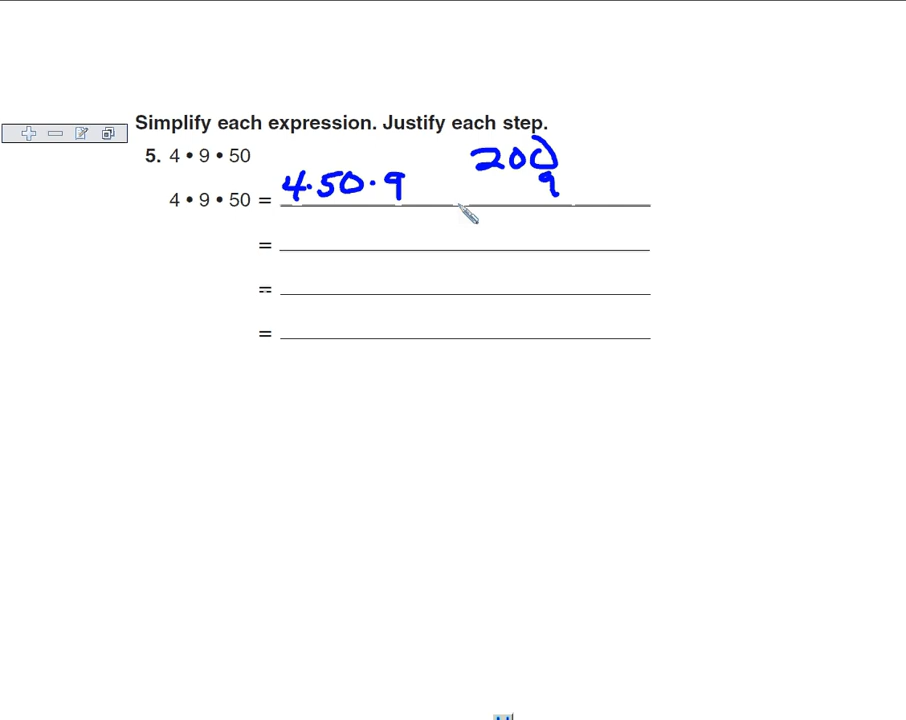 Simplify each expression. Justify each step.
5. 4 • 9 • 50
200
9
4 • 9 • 50 = 4·50·9
=
=
=